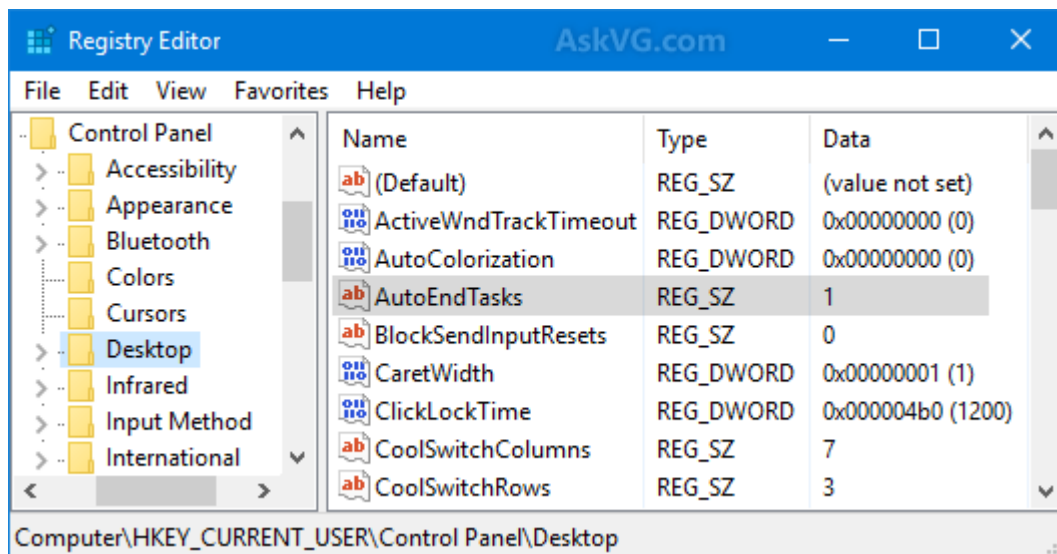 Registry Editor AskVG.com
File Edit View Favorites Help
Control Panel
Accessibility
Appearance
Bluetooth
Colors
Cursors
Desktop
Infrared
Input Method
International
Name Type Data
(Default) REG_SZ (value not set)
ActiveWndTrackTimeout REG_DWORD 0x00000000 (0)
AutoColorization REG_DWORD 0x00000000 (0)
AutoEndTasks REG_SZ 1
BlockSendInputResets REG_SZ 0
CaretWidth REG_DWORD 0x00000001 (1)
ClickLockTime REG_DWORD 0x000004b0 (1200)
CoolSwitchColumns REG_SZ 7
CoolSwitchRows REG_SZ 3
Computer\HKEY_CURRENT_USER\Control Panel\Desktop